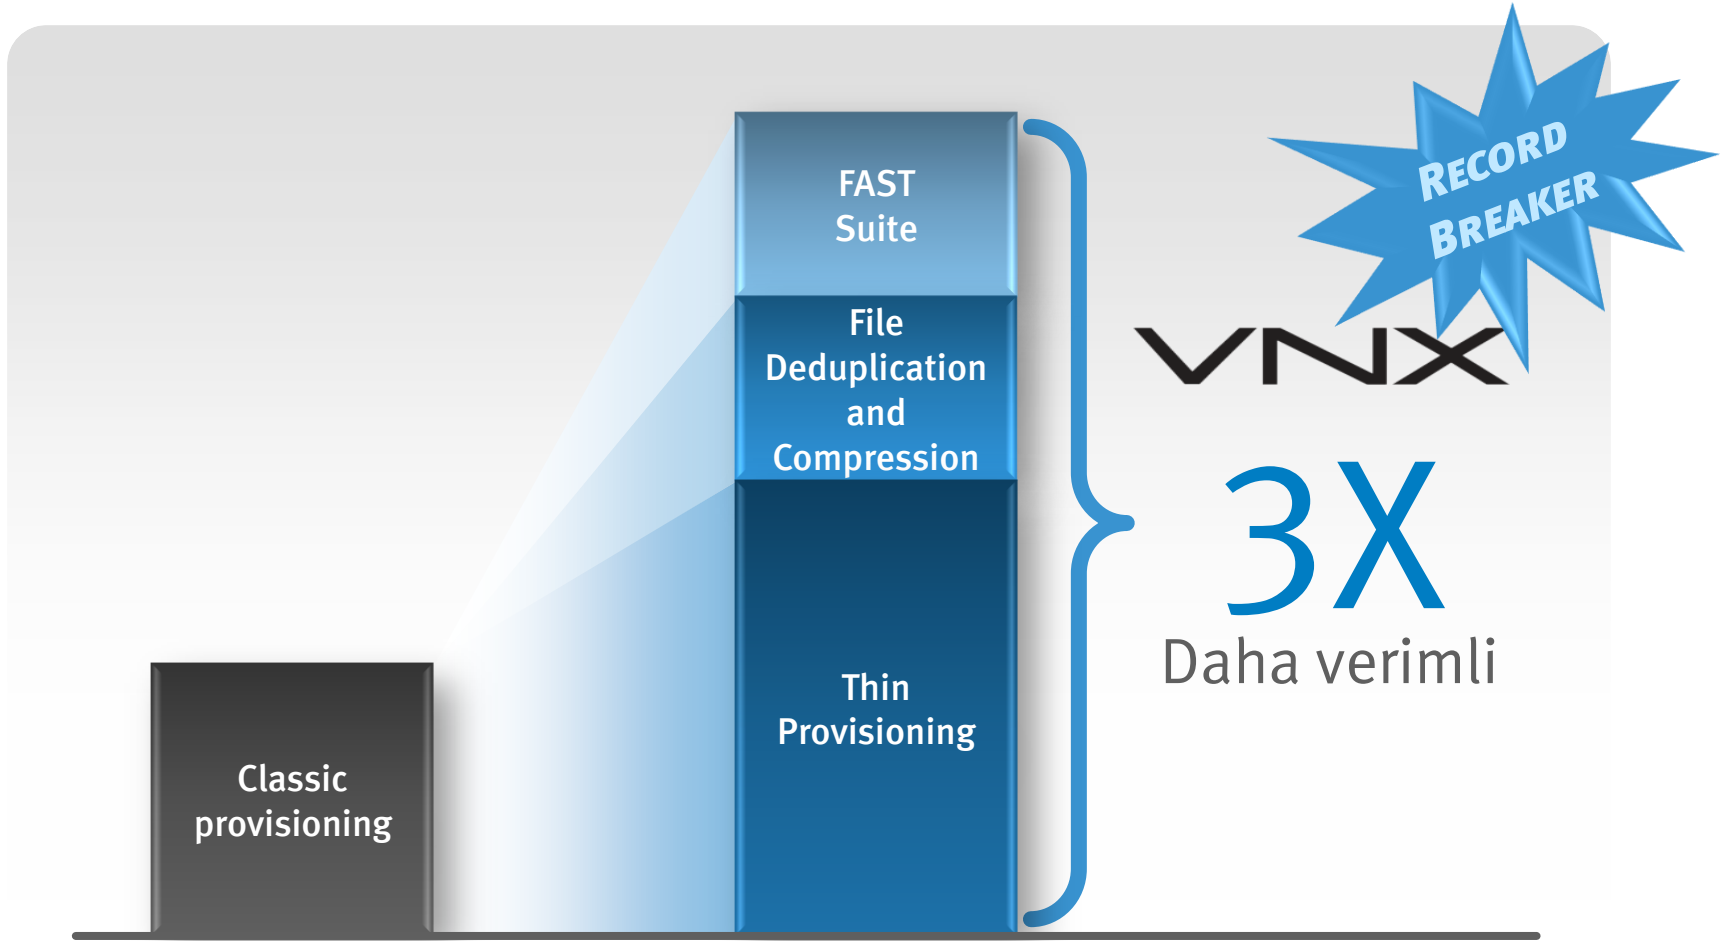 RECORD
BREAKER
VNX
3X
Daha verimli
FAST
Suite
File
Deduplication
and
Compression
Thin
Provisioning
Classic
provisioning